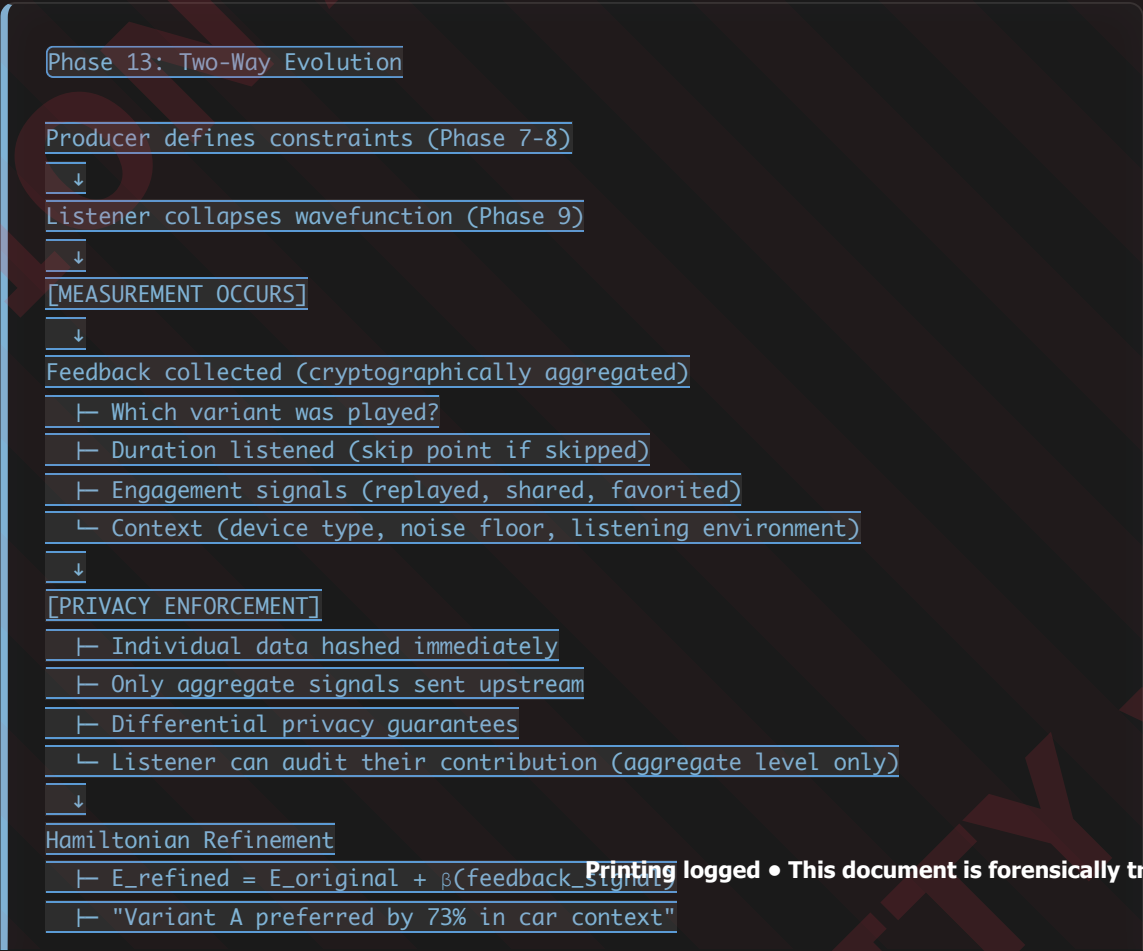 Phase 13: Two-Way Evolution
Producer defines constraints (Phase 7-8)
↓
Listener collapses wavefunction (Phase 9)
↓
[MEASUREMENT OCCURS]
↓
Feedback collected (cryptographically aggregated)
├─ Which variant was played?
├─ Duration listened (skip point if skipped)
├─ Engagement signals (replayed, shared, favorited)
└─ Context (device type, noise floor, listening environment)
↓
[PRIVACY ENFORCEMENT]
├─ Individual data hashed immediately
├─ Only aggregate signals sent upstream
├─ Differential privacy guarantees
└─ Listener can audit their contribution (aggregate level only)
↓
Hamiltonian Refinement
├─ E_refined = E_original + β(feedback_signal)
Printing logged • This document is forensically tr
├─ "Variant A preferred by 73% in car context"